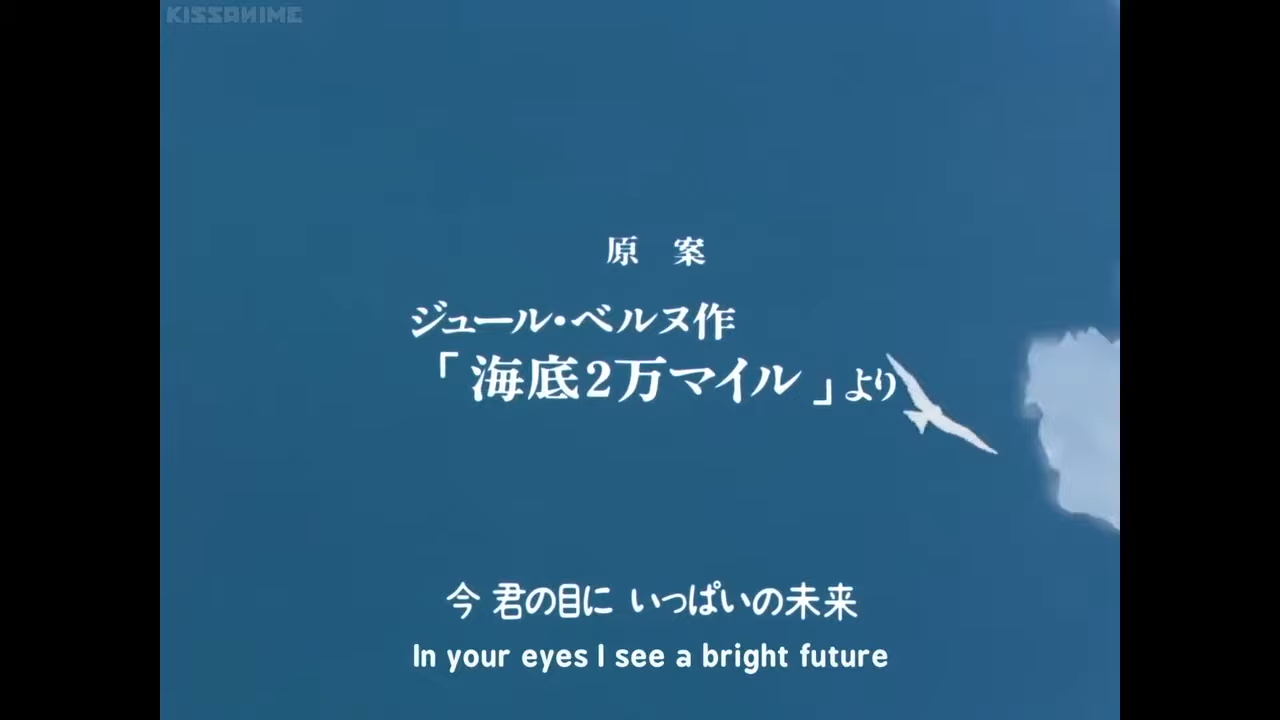 KISSANIME
原 案
ジュール・ベルヌ作
「海底2万マイル」より
今 君の目に いっぱいの未来
In your eyes I see a bright future